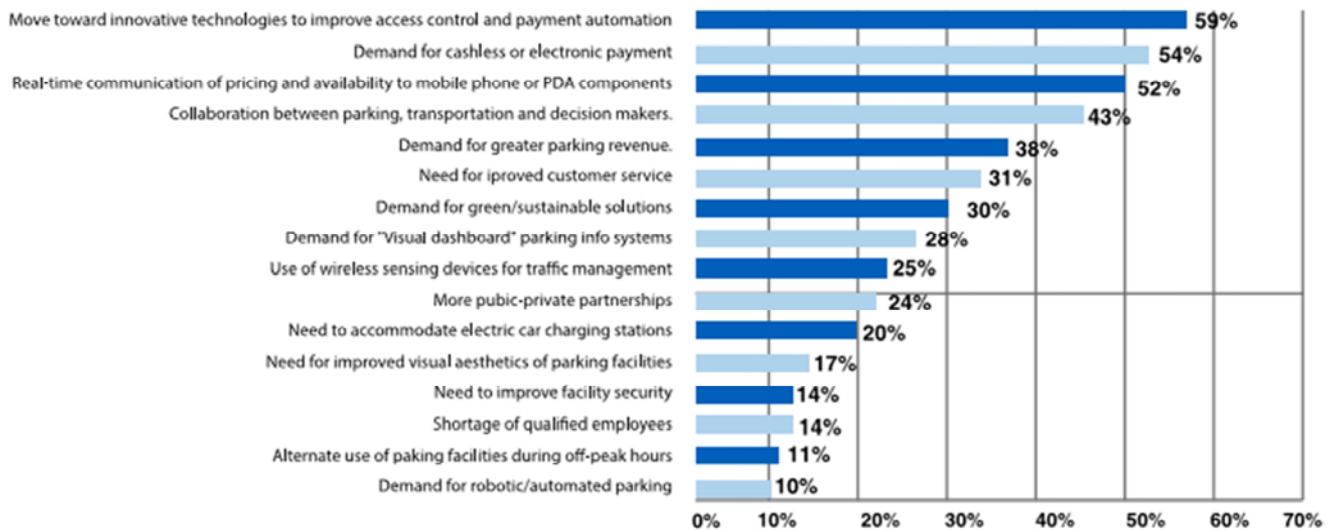 Move toward innovative technologies to improve access control and payment automation 59%
Demand for cashless or electronic payment 54%
Real-time communication of pricing and availability to mobile phone or PDA components 52%
Collaboration between parking, transportation and decision makers. 43%
Demand for greater parking revenue. 38%
Need for iproved customer service 31%
Demand for green/sustainable solutions 30%
Demand for "Visual dashboard" parking info systems 28%
Use of wireless sensing devices for traffic management 25%
More pubic-private partnerships 24%
Need to accommodate electric car charging stations 20%
Need for improved visual aesthetics of parking facilities 17%
Need to improve facility security 14%
Shortage of qualified employees 14%
Alternate use of paking facilities during off-peak hours 11%
Demand for robotic/automated parking 10%
0% 10% 20% 30% 40% 50% 60% 70%